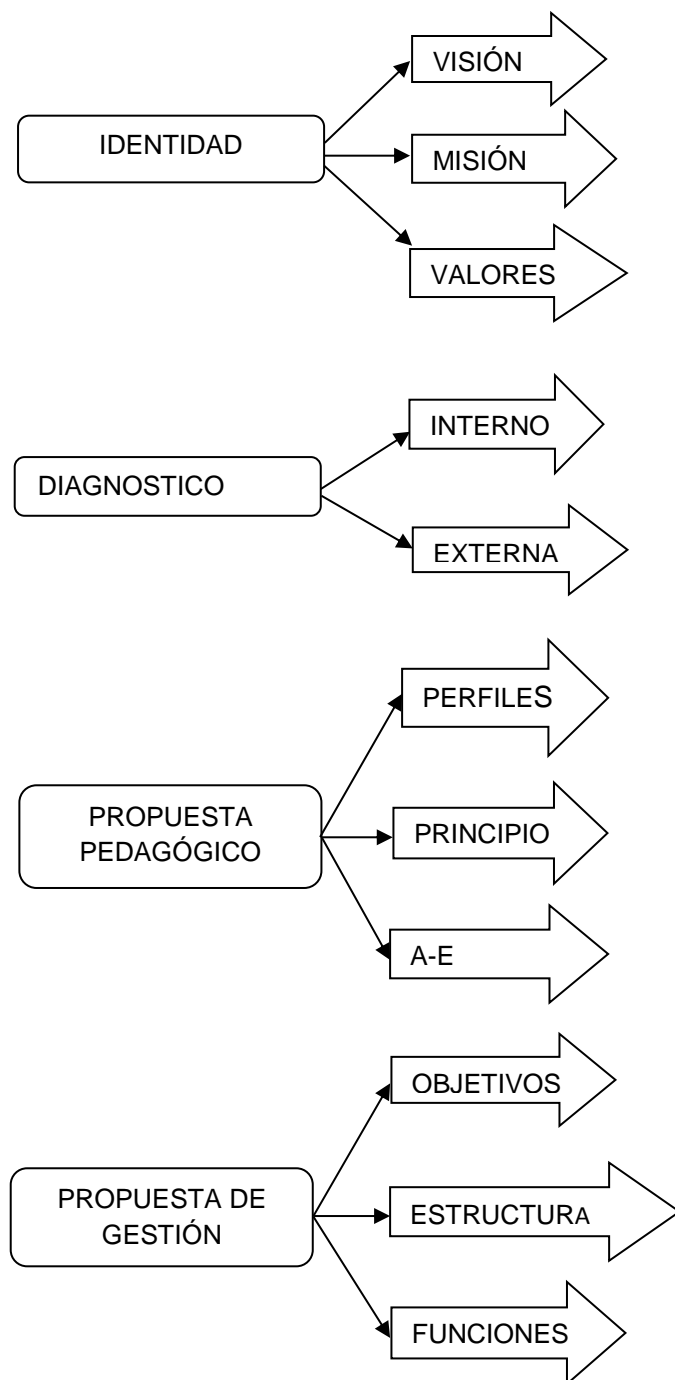 IDENTIDAD
VISIÓN
MISIÓN
VALORES
DIAGNOSTICO
INTERNO
EXTERNA
PROPUESTA
PEDAGÓGICO
PERFILES
PRINCIPIO
A-E
PROPUESTA DE
GESTIÓN
OBJETIVOS
ESTRUCTURA
FUNCIONES